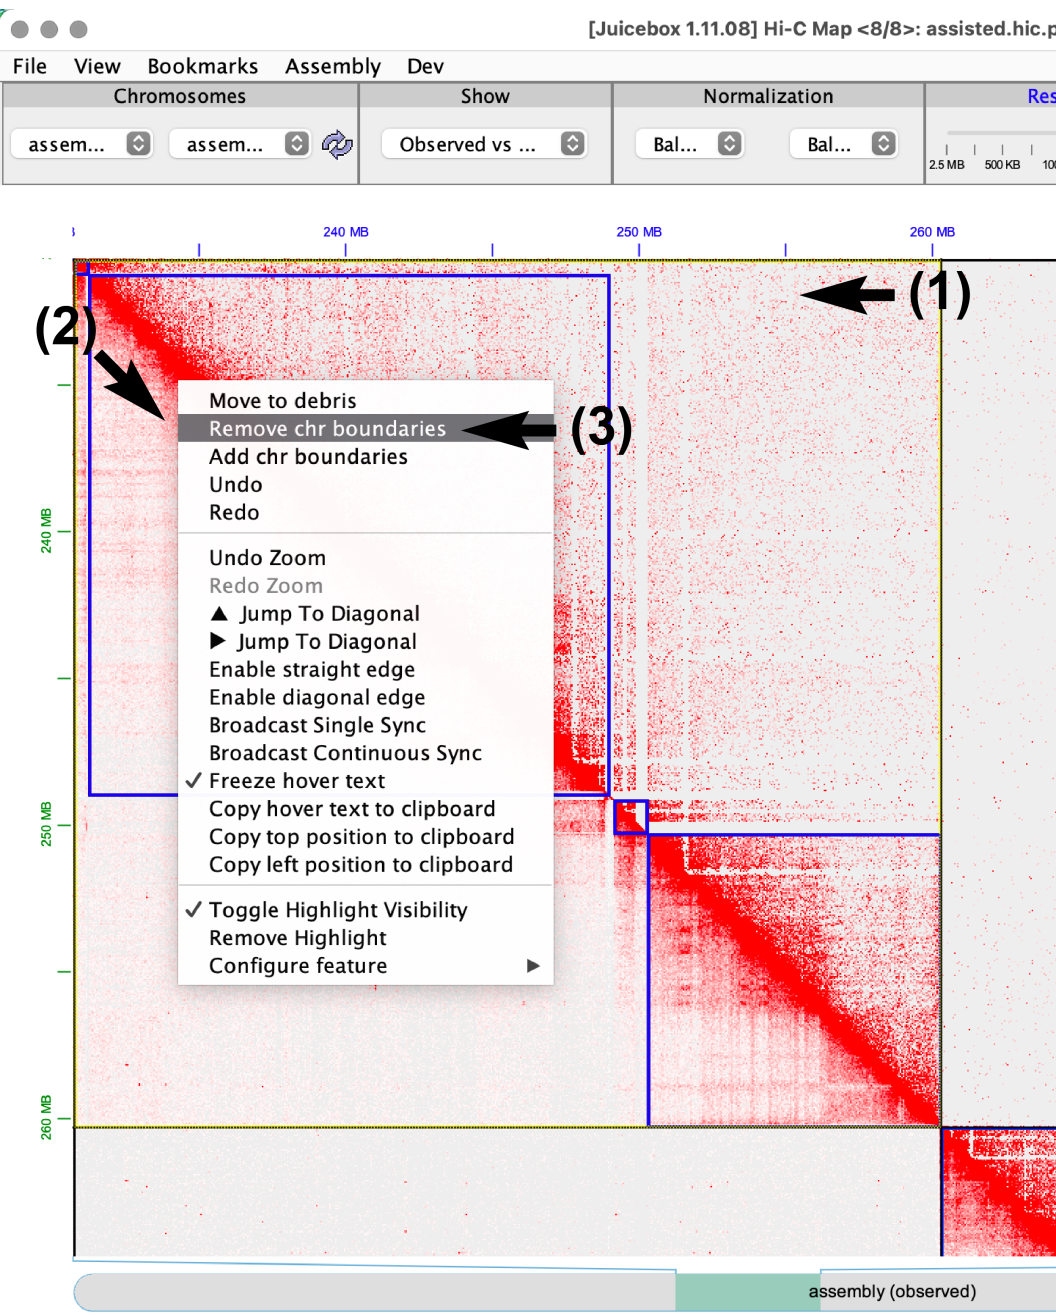 [Juicebox 1.11.08] Hi-C Map <8/8>: assisted.hic.p
File View Bookmarks Assembly Dev
Chromosomes Show Normalization Res
assem... assem... Observed vs ... Bal... Bal...
2.5 MB 500 KB 100
240 MB 250 MB 260 MB
(1)
(2)
Move to debris
Remove chr boundaries
(3)
Add chr boundaries
Undo
Redo
240 MB
Undo Zoom
Redo Zoom
Jump To Diagonal
Jump To Diagonal
Enable straight edge
Enable diagonal edge
Broadcast Single Sync
Broadcast Continuous Sync
Freeze hover text
Copy hover text to clipboard
250 MB
Copy top position to clipboard
Copy left position to clipboard
Toggle Highlight Visibility
Remove Highlight
Configure feature
260 MB
assembly (observed)